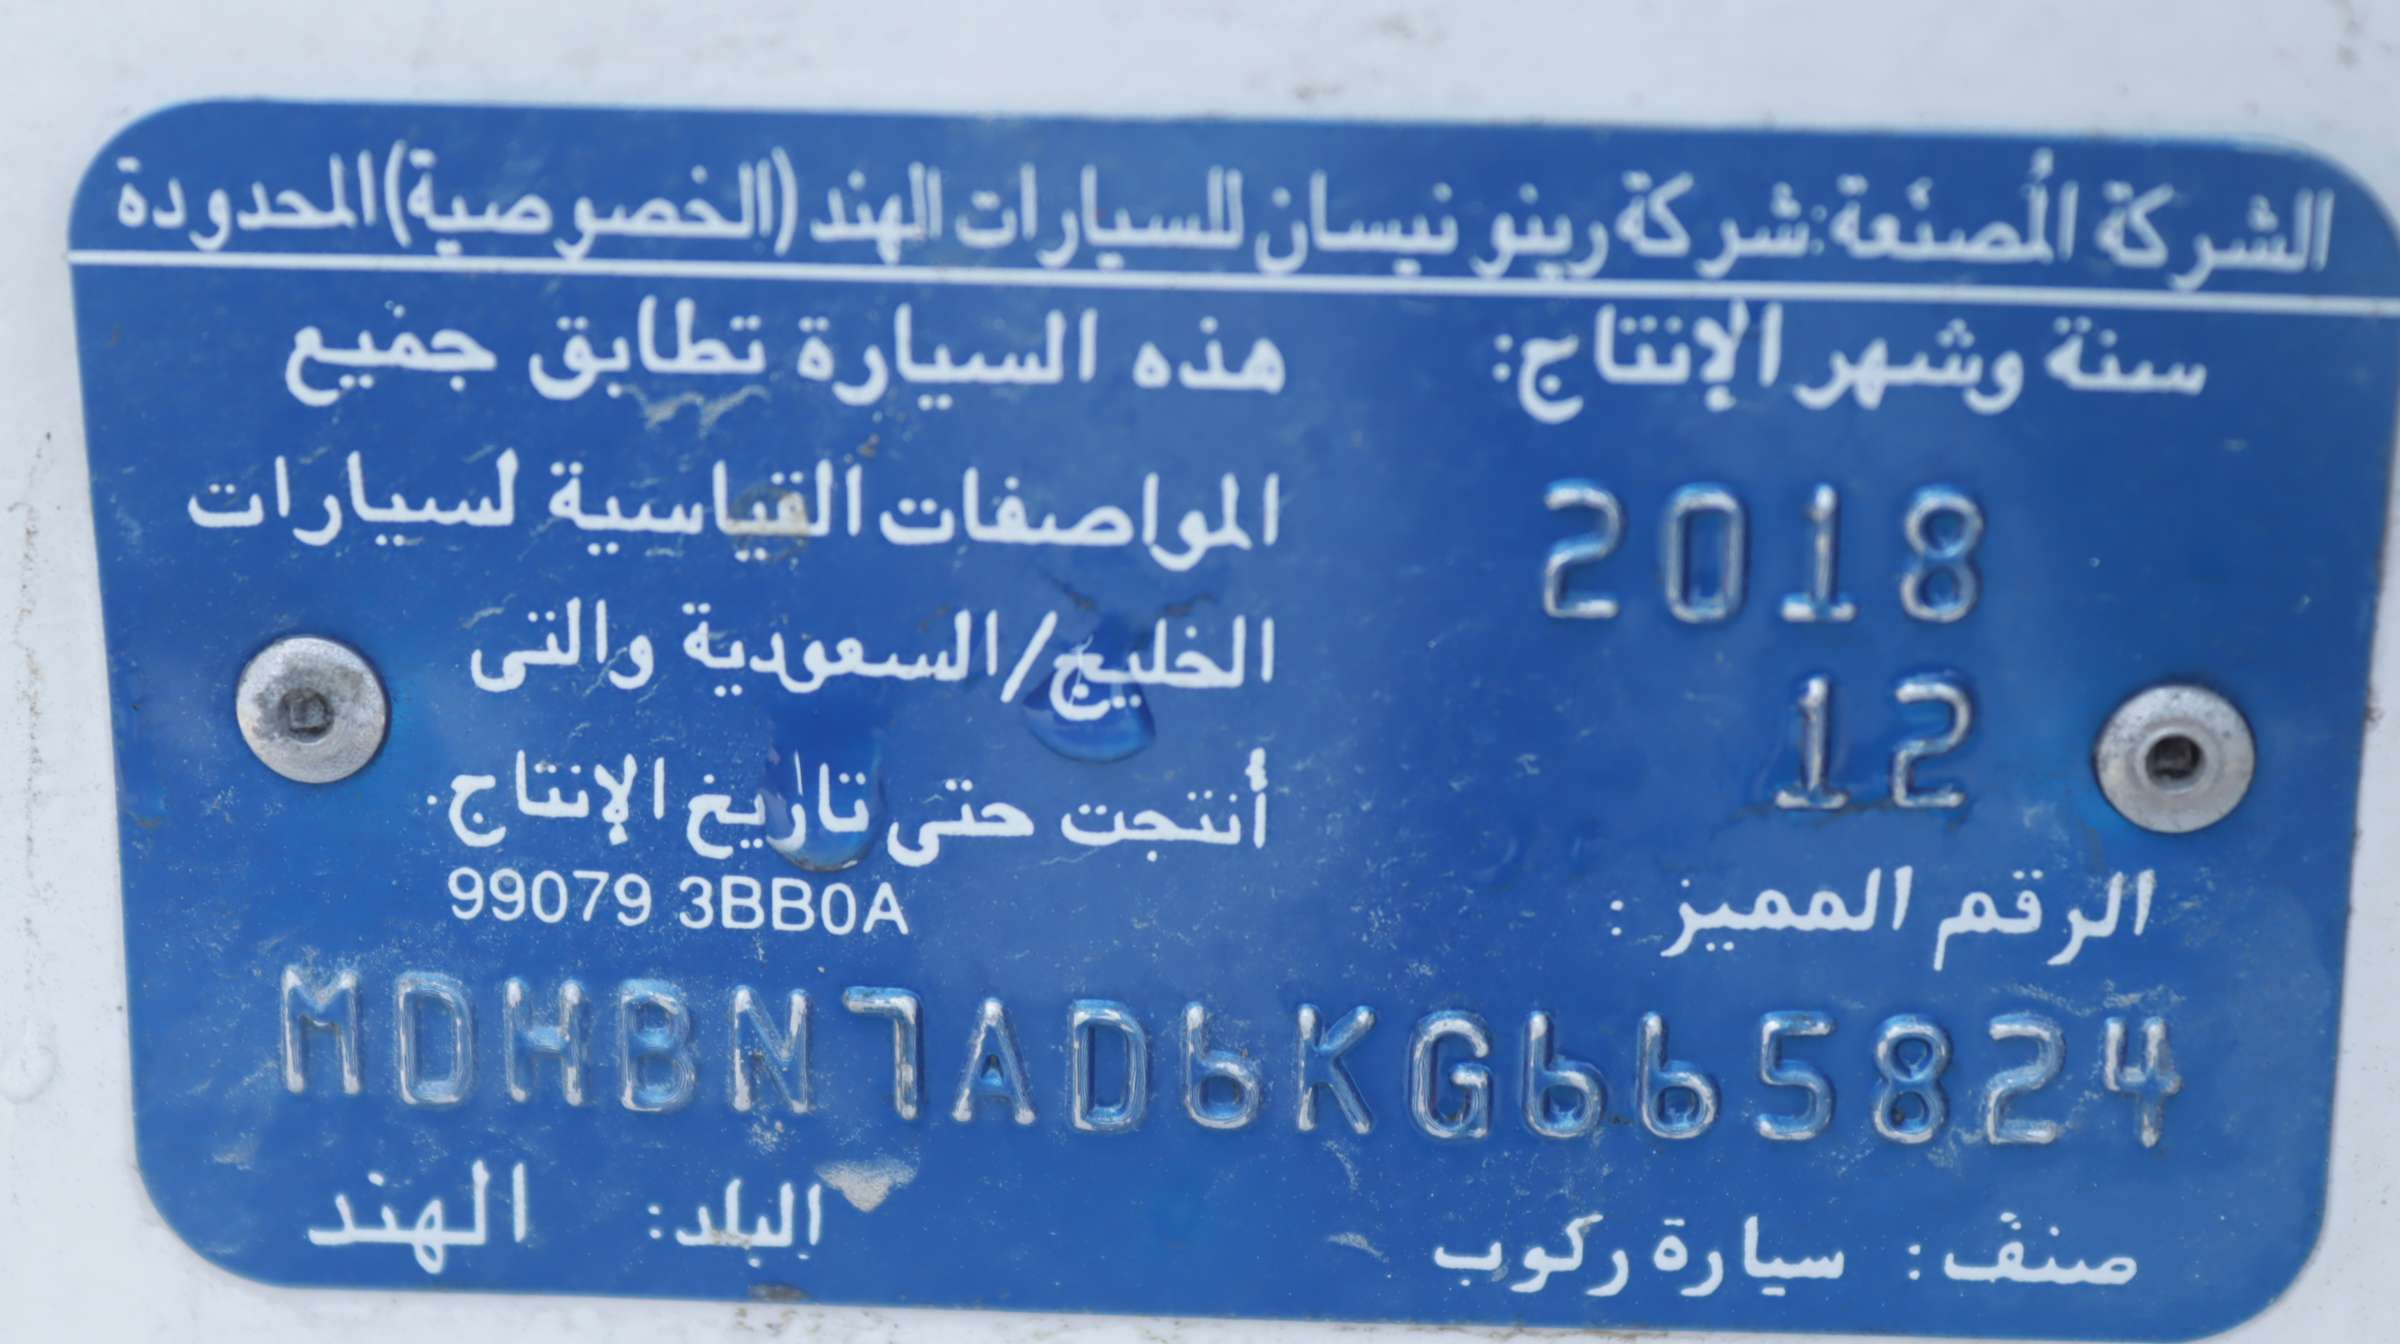 الشركة المُصنّعة:شركة رينو نيسان للسيارات الهند (الخصوصية) المحدودة
سنة وشهر الإنتاج:
2018
12
هذه السيارة تطابق جميع
المواصفات القياسية لسيارات
الخليج/السعودية والتى
أنتجت حتى تاريخ الإنتاج.
99079 3BB0A
الرقم المميز :
MDHBN7AD6KG665824
صنف : سيارة ركوب
البلد: الهند